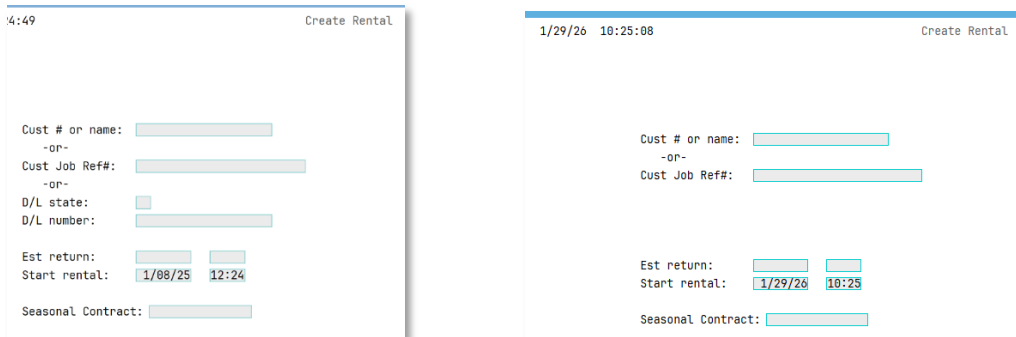 4:49 Create Rental
Cust # or name:
-or-
Cust Job Ref#:
-or-
D/L state:
D/L number:
Est return:
Start rental: 1/08/25 12:24
Seasonal Contract:
1/29/26 10:25:08 Create Rental
Cust # or name:
-or-
Cust Job Ref#:
Est return:
Start rental: 1/29/26 10:25
Seasonal Contract: